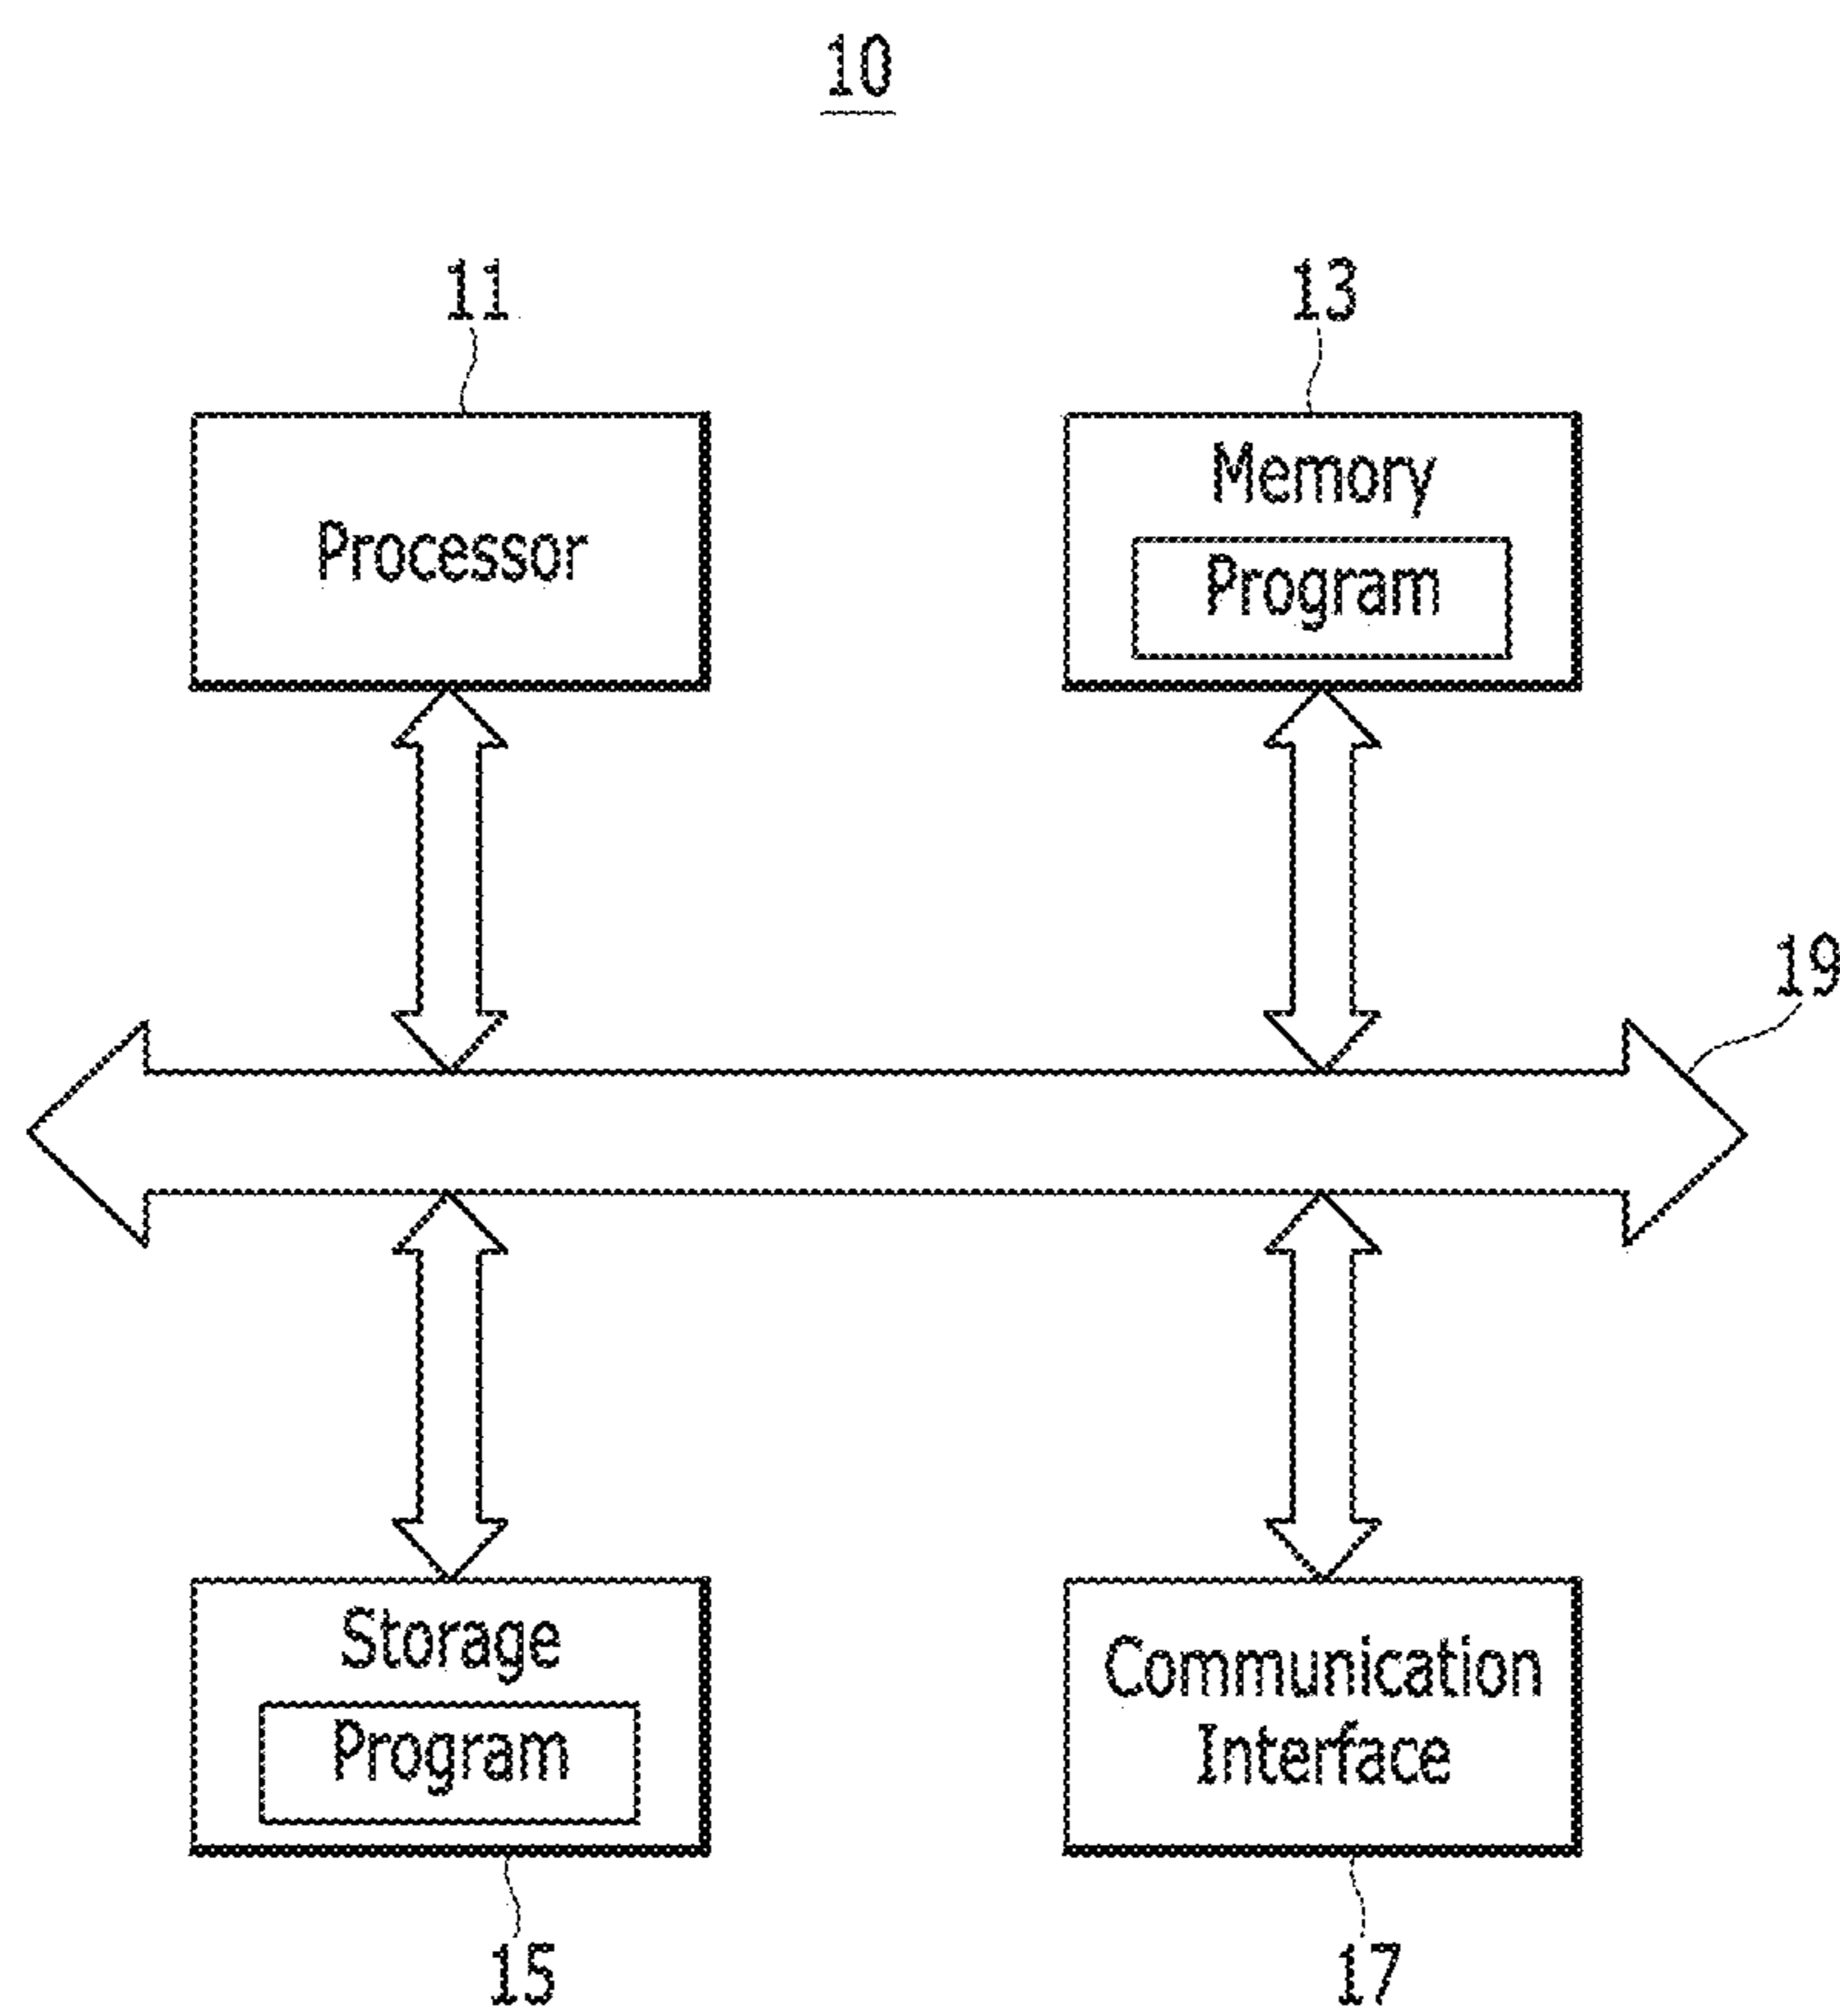 10
11
13
Processor
Memory
Program
19
Storage
Program
Communication
Interface
15
17